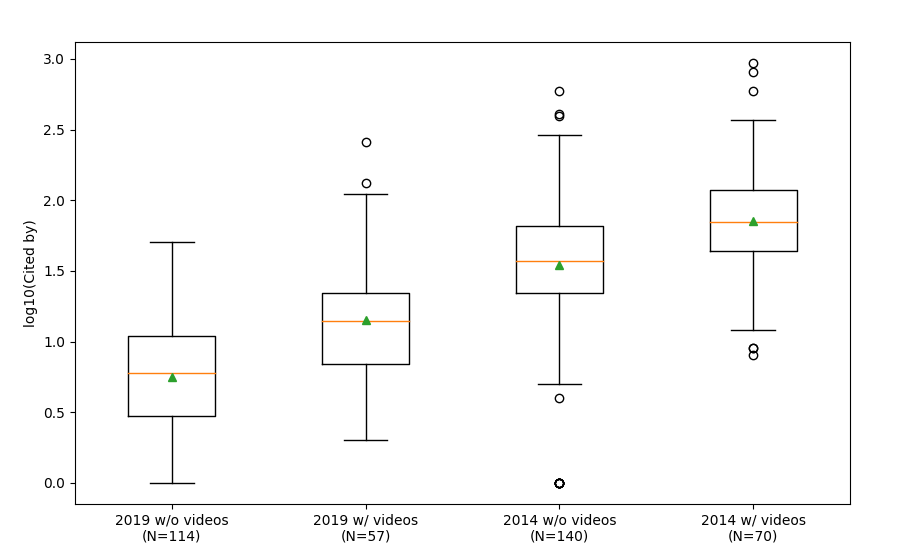 3.0
2.5
2.0
1.5
1.0
0.5
0.0
log10(Cited by)
2019 w/o videos
(N=114)
2019 w/ videos
(N=57)
2014 w/o videos
(N=140)
2014 w/ videos
(N=70)